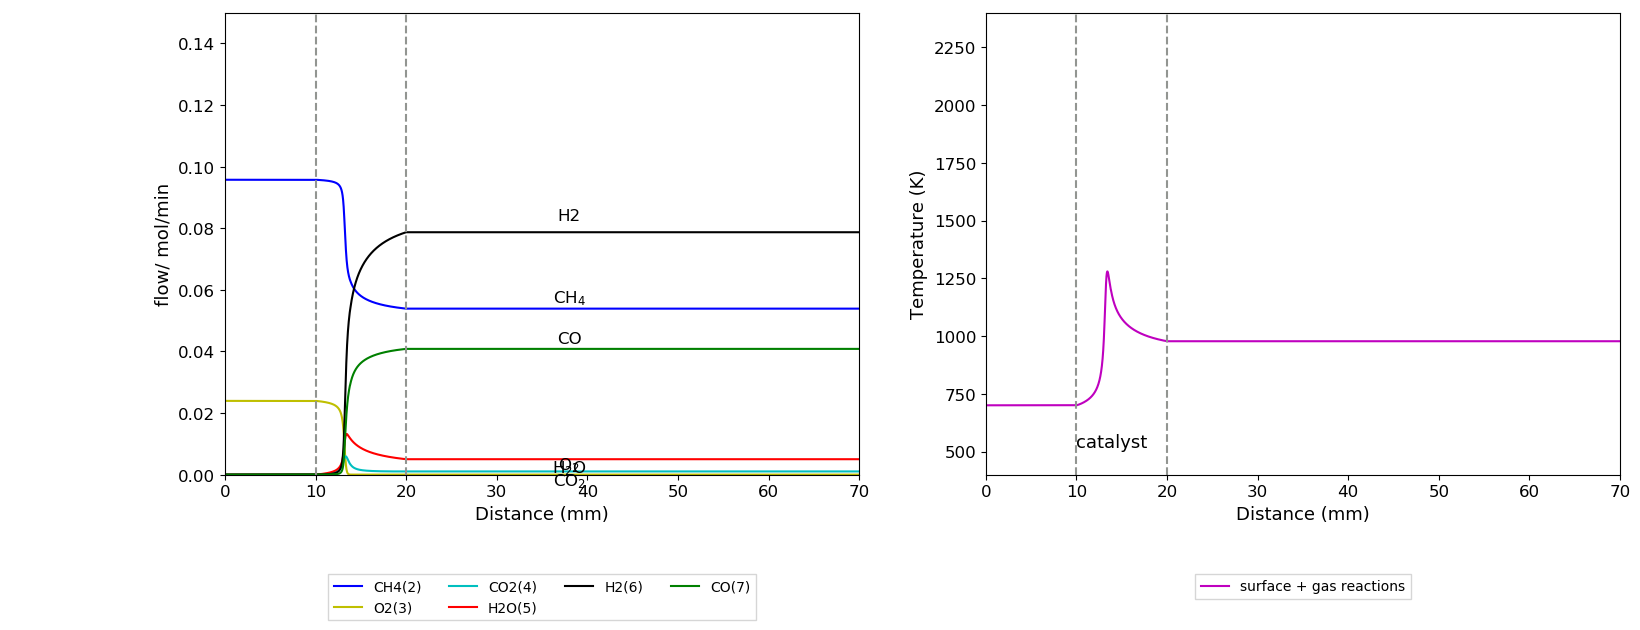 0.14
0.12
0.10
0.08
0.06
0.04
0.02
0.00
flow/ mol/min
H2
CH4
CO
O2
H2O
CO2
0 10 20 30 40 50 60 70
Distance (mm)
CH4(2) CO2(4) H2(6) CO(7)
O2(3) H2O(5)
2250
2000
1750
1500
1250
1000
750
500
Temperature (K)
catalyst
0 10 20 30 40 50 60 70
Distance (mm)
surface + gas reactions